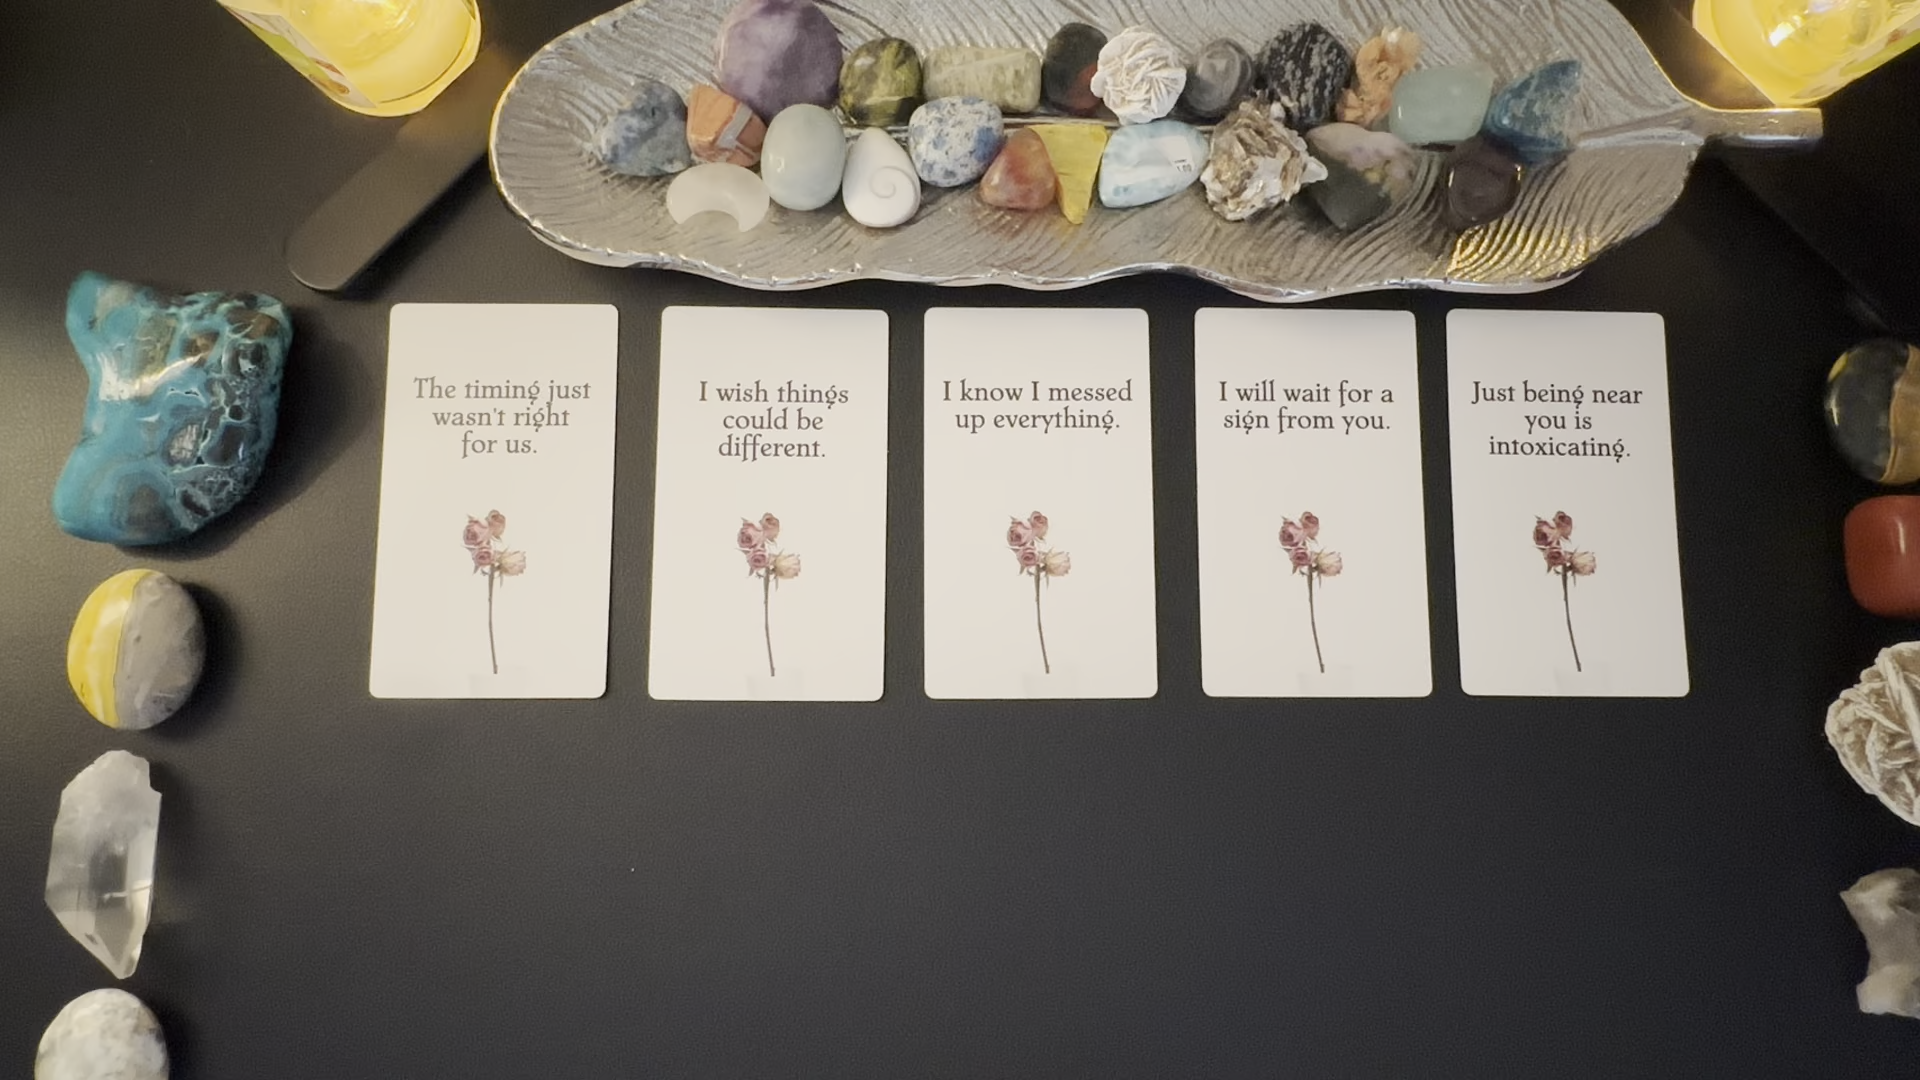 The timing just
wasn't right
for us.
I wish things
could be
different.
I know I messed
up everything.
I will wait for a
sign from you.
Just being near
you is
intoxicating.